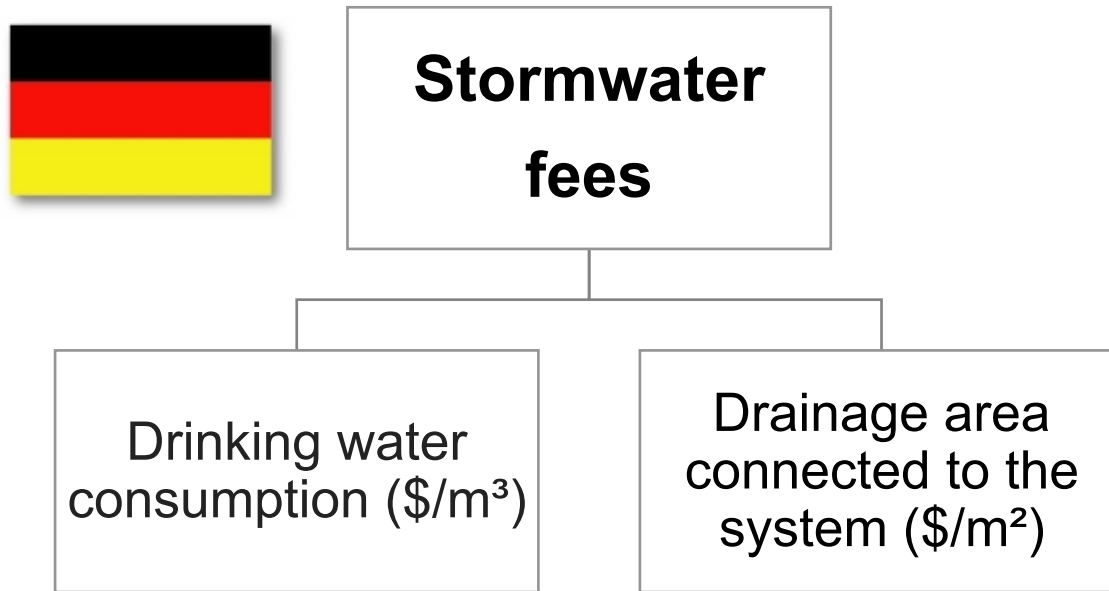 Stormwater
fees
Drinking water
consumption ($/m³)
Drainage area
connected to the
system ($/m²)